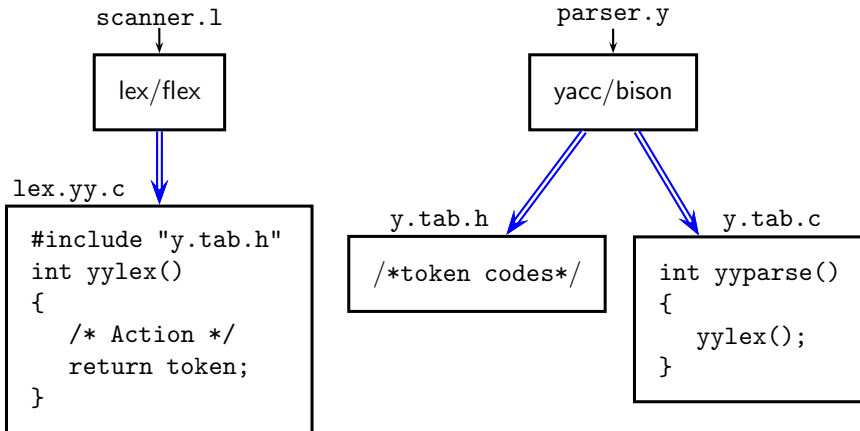 scanner.l
lex/flex
lex.yy.c
#include "y.tab.h"
int yylex()
{
   /* Action */
   return token;
}
parser.y
yacc/bison
y.tab.h
/*token codes*/
y.tab.c
int yyparse()
{
   yylex();
}